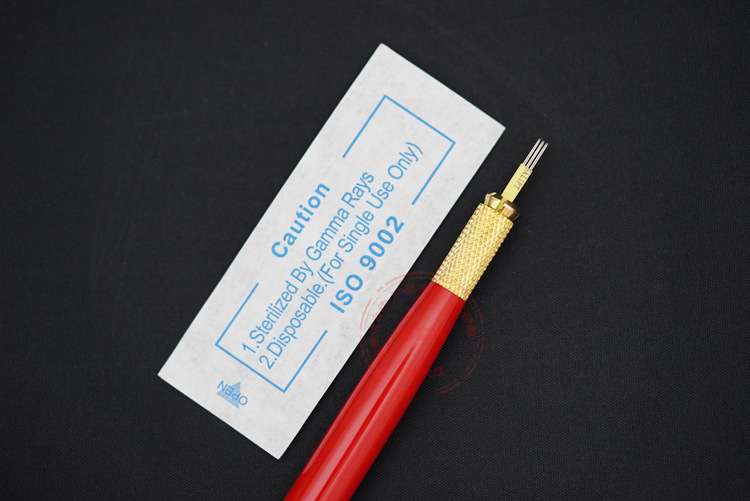 Caution
1.Sterilized By Gamma Rays
2.Disposable.(For Single Use Only)
ISO 9002
OPEN